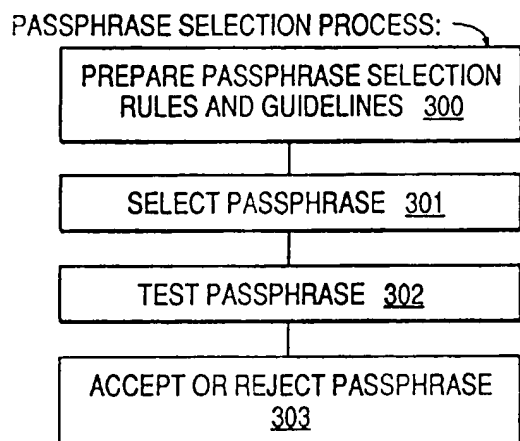 PASSPHRASE SELECTION PROCESS:
PREPARE PASSPHRASE SELECTION
RULES AND GUIDELINES 300
SELECT PASSPHRASE 301
TEST PASSPHRASE 302
ACCEPT OR REJECT PASSPHRASE
303